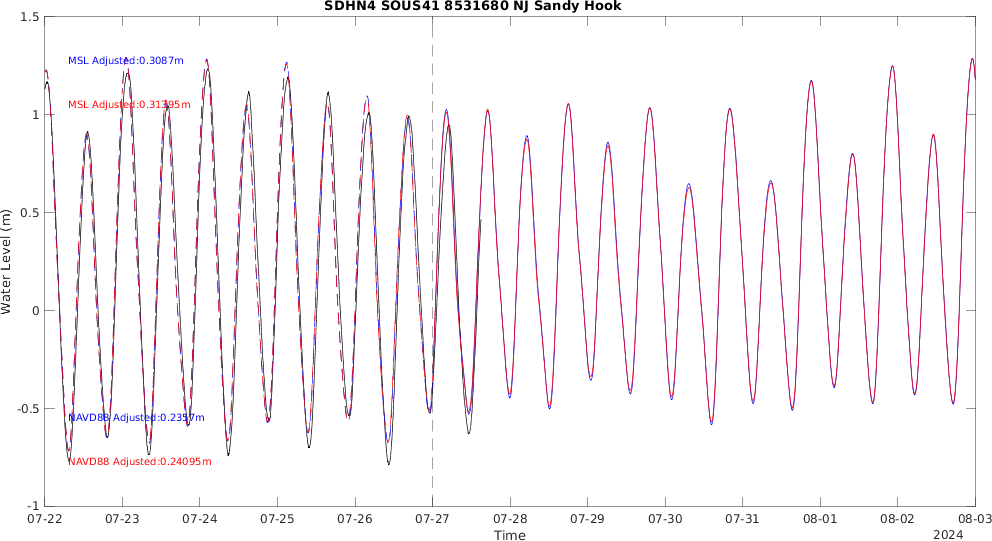 SDHN4 SOUS41 8531680 NJ Sandy Hook
1.5
1
0.5
0
-0.5
-1
Water Level (m)
MSL Adjusted:0.3087m
MSL Adjusted:0.31395m
NAVD88 Adjusted:0.2357m
NAVD88 Adjusted:0.24095m
07-22 07-23 07-24 07-25 07-26 07-27 07-28 07-29 07-30 07-31 08-01 08-02 08-03
Time
2024